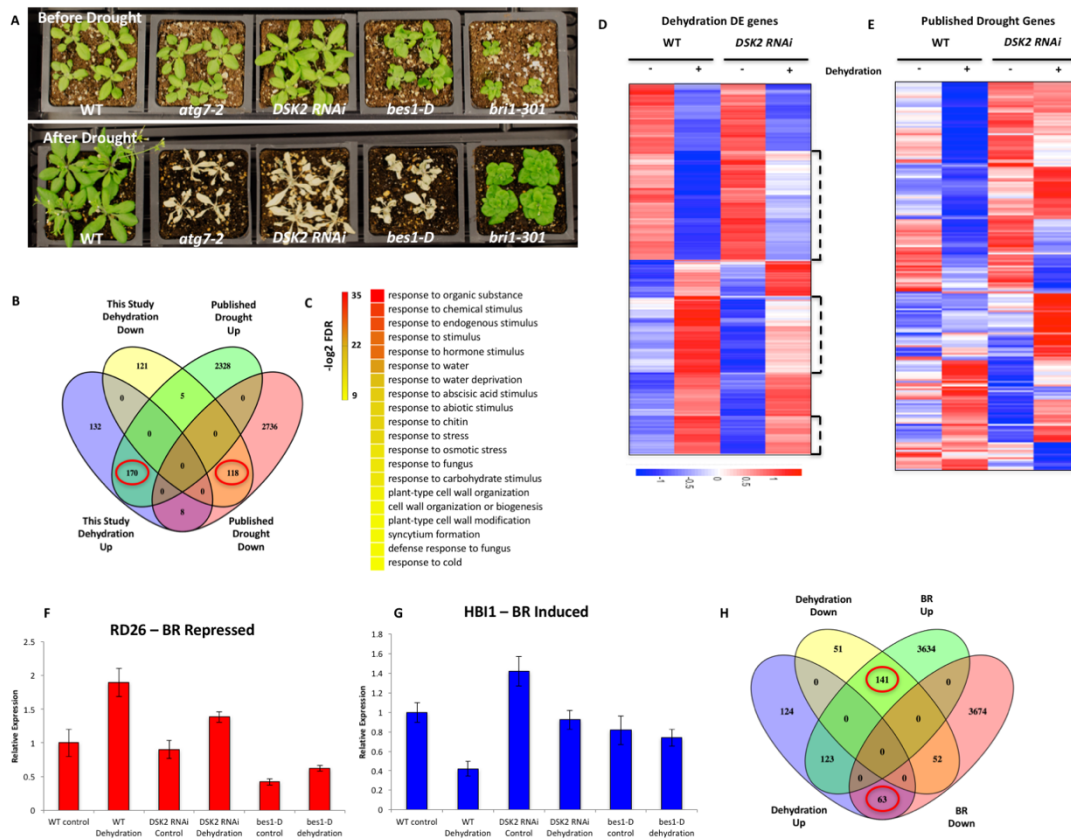 A
Before Drought
WT
atg7-2
DSK2 RNAi
bes1-D
bri1-301
After Drought
WT
atg7-2
DSK2 RNAi
bes1-D
bri1-301
B
This Study
Dehydration
Down
Published
Drought
Up
121
2328
0
5
0
132
0
0
2736
170
0
118
0
0
8
This Study
Dehydration
Up
Published
Drought
Down
C
-log2 FDR
35
22
9
response to organic substance
response to chemical stimulus
response to endogenous stimulus
response to stimulus
response to hormone stimulus
response to water
response to water deprivation
response to abscisic acid stimulus
response to abiotic stimulus
response to chitin
response to stress
response to osmotic stress
response to fungus
response to carbohydrate stimulus
plant-type cell wall organization
cell wall organization or biogenesis
plant-type cell wall modification
syncytium formation
defense response to fungus
response to cold
D
Dehydration DE genes
WT
DSK2 RNAi
- + - +
Dehydration
-1 0 0.5 1 1.5
E
Published Drought Genes
WT
DSK2 RNAi
- + - +
F
RD26 – BR Repressed
Relative Expression
2.5
2
1.5
1
0.5
0
WT control
WT
Dehydration
DSK2 RNAi
Control
DSK2 RNAi
Dehydration
bes1-D
control
bes1-D
dehydration
G
HBI1 – BR Induced
Relative Expression
1.8
1.6
1.4
1.2
1
0.8
0.6
0.4
0.2
0
WT control
WT
Dehydration
DSK2 RNAi
Control
DSK2 RNAi
Dehydration
bes1-D
control
bes1-D
dehydration
H
Dehydration
Down
BR
Up
51
3634
0
141
0
124
0
0
3674
123
0
52
0
0
63
Dehydration
Up
BR
Down